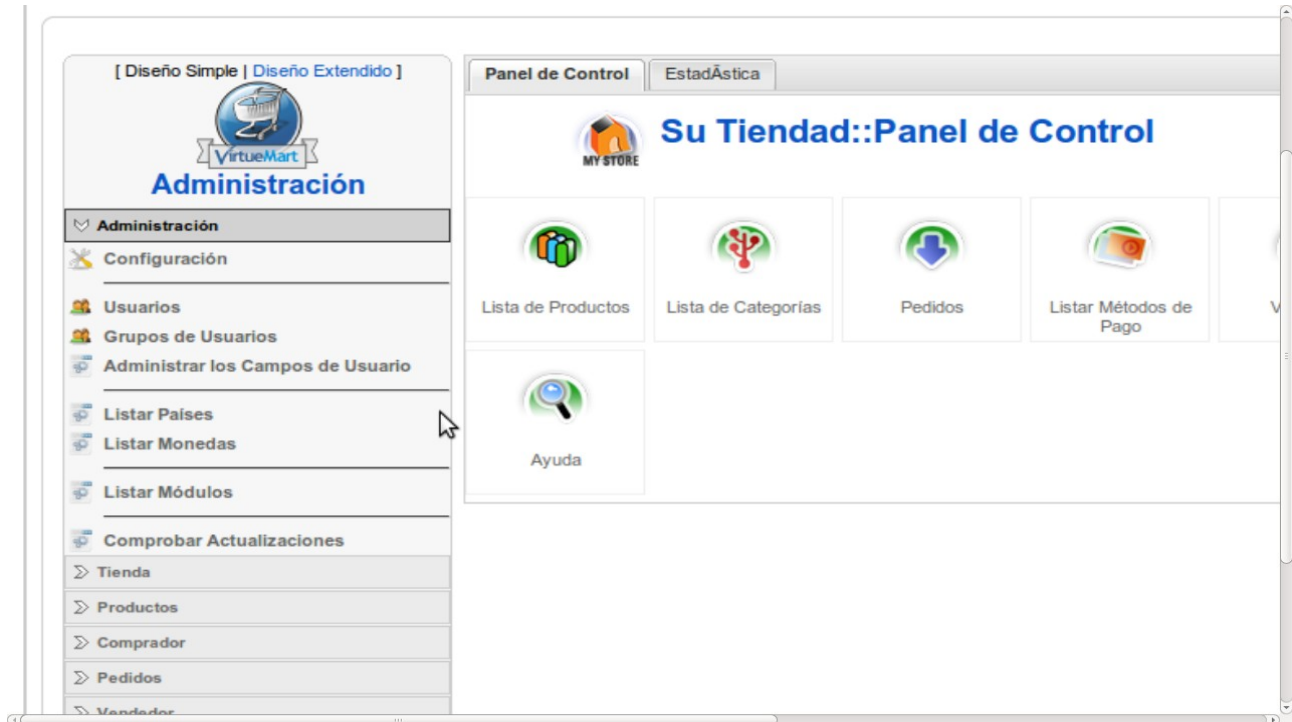 [ Diseño Simple | Diseño Extendido ]
VirtueMart
Administración
Administración
Configuración
Usuarios
Grupos de Usuarios
Administrar los Campos de Usuario
Listar Países
Listar Monedas
Listar Módulos
Comprobar Actualizaciones
Tienda
Productos
Comprador
Pedidos
Vendedor
Panel de Control
EstadÃstica
MY STORE
Su Tiendad::Panel de Control
Lista de Productos
Lista de Categorías
Pedidos
Listar Métodos de
Pago
Ayuda